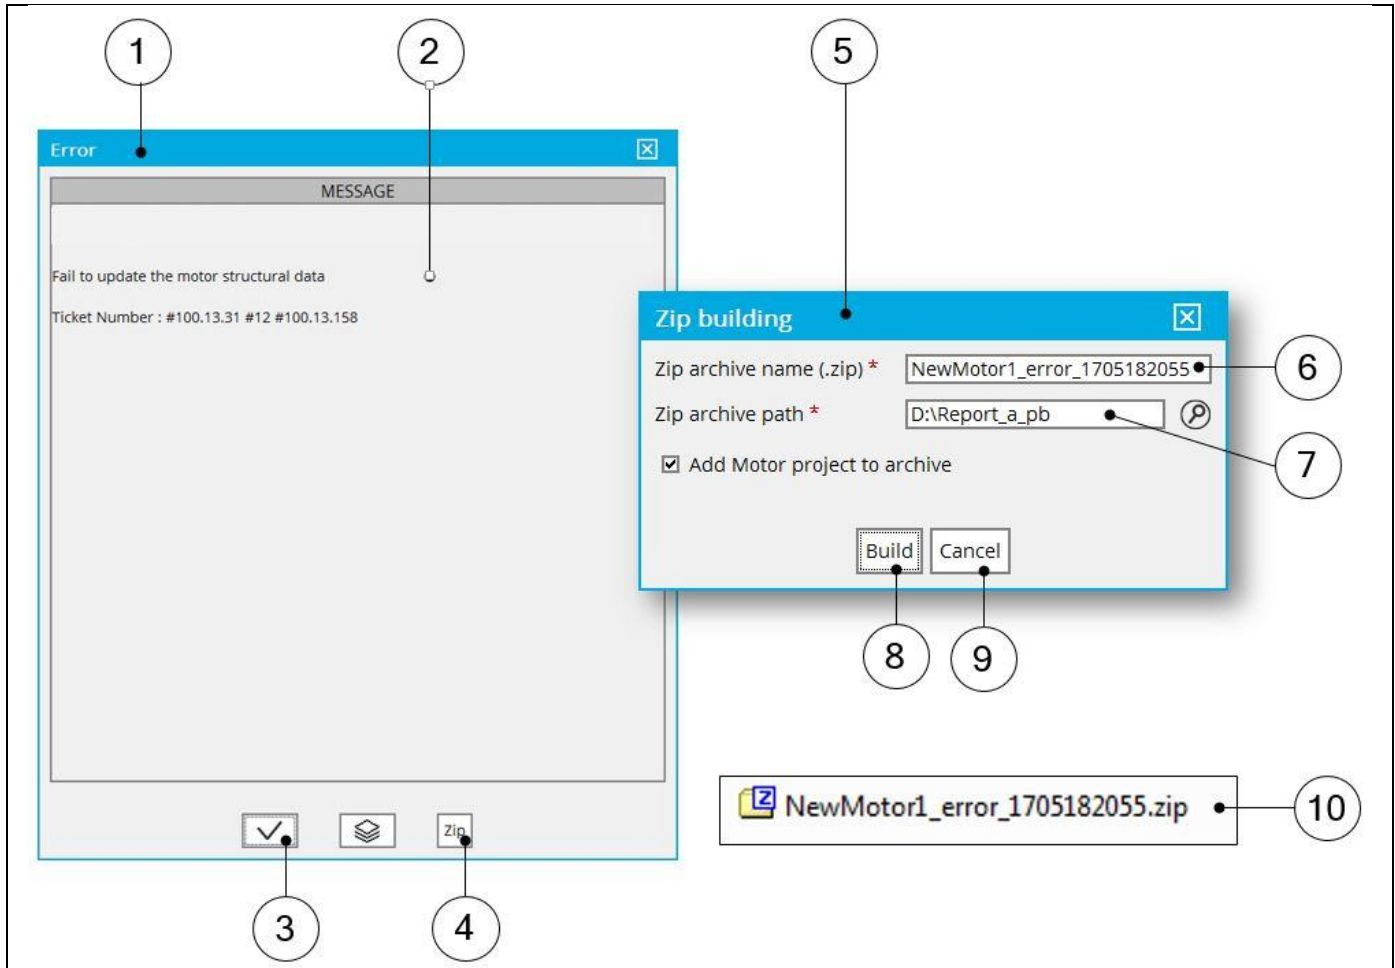 1
2
5
Error
MESSAGE
Fail to update the motor structural data
Ticket Number : #100.13.31 #12 #100.13.158
Zip building
Zip archive name (.zip) * NewMotor1_error_1705182055
6
Zip archive path * D:\Report_a_pb
7
Add Motor project to archive
Build Cancel
8
9
Z NewMotor1_error_1705182055.zip
10
Zip
3
4